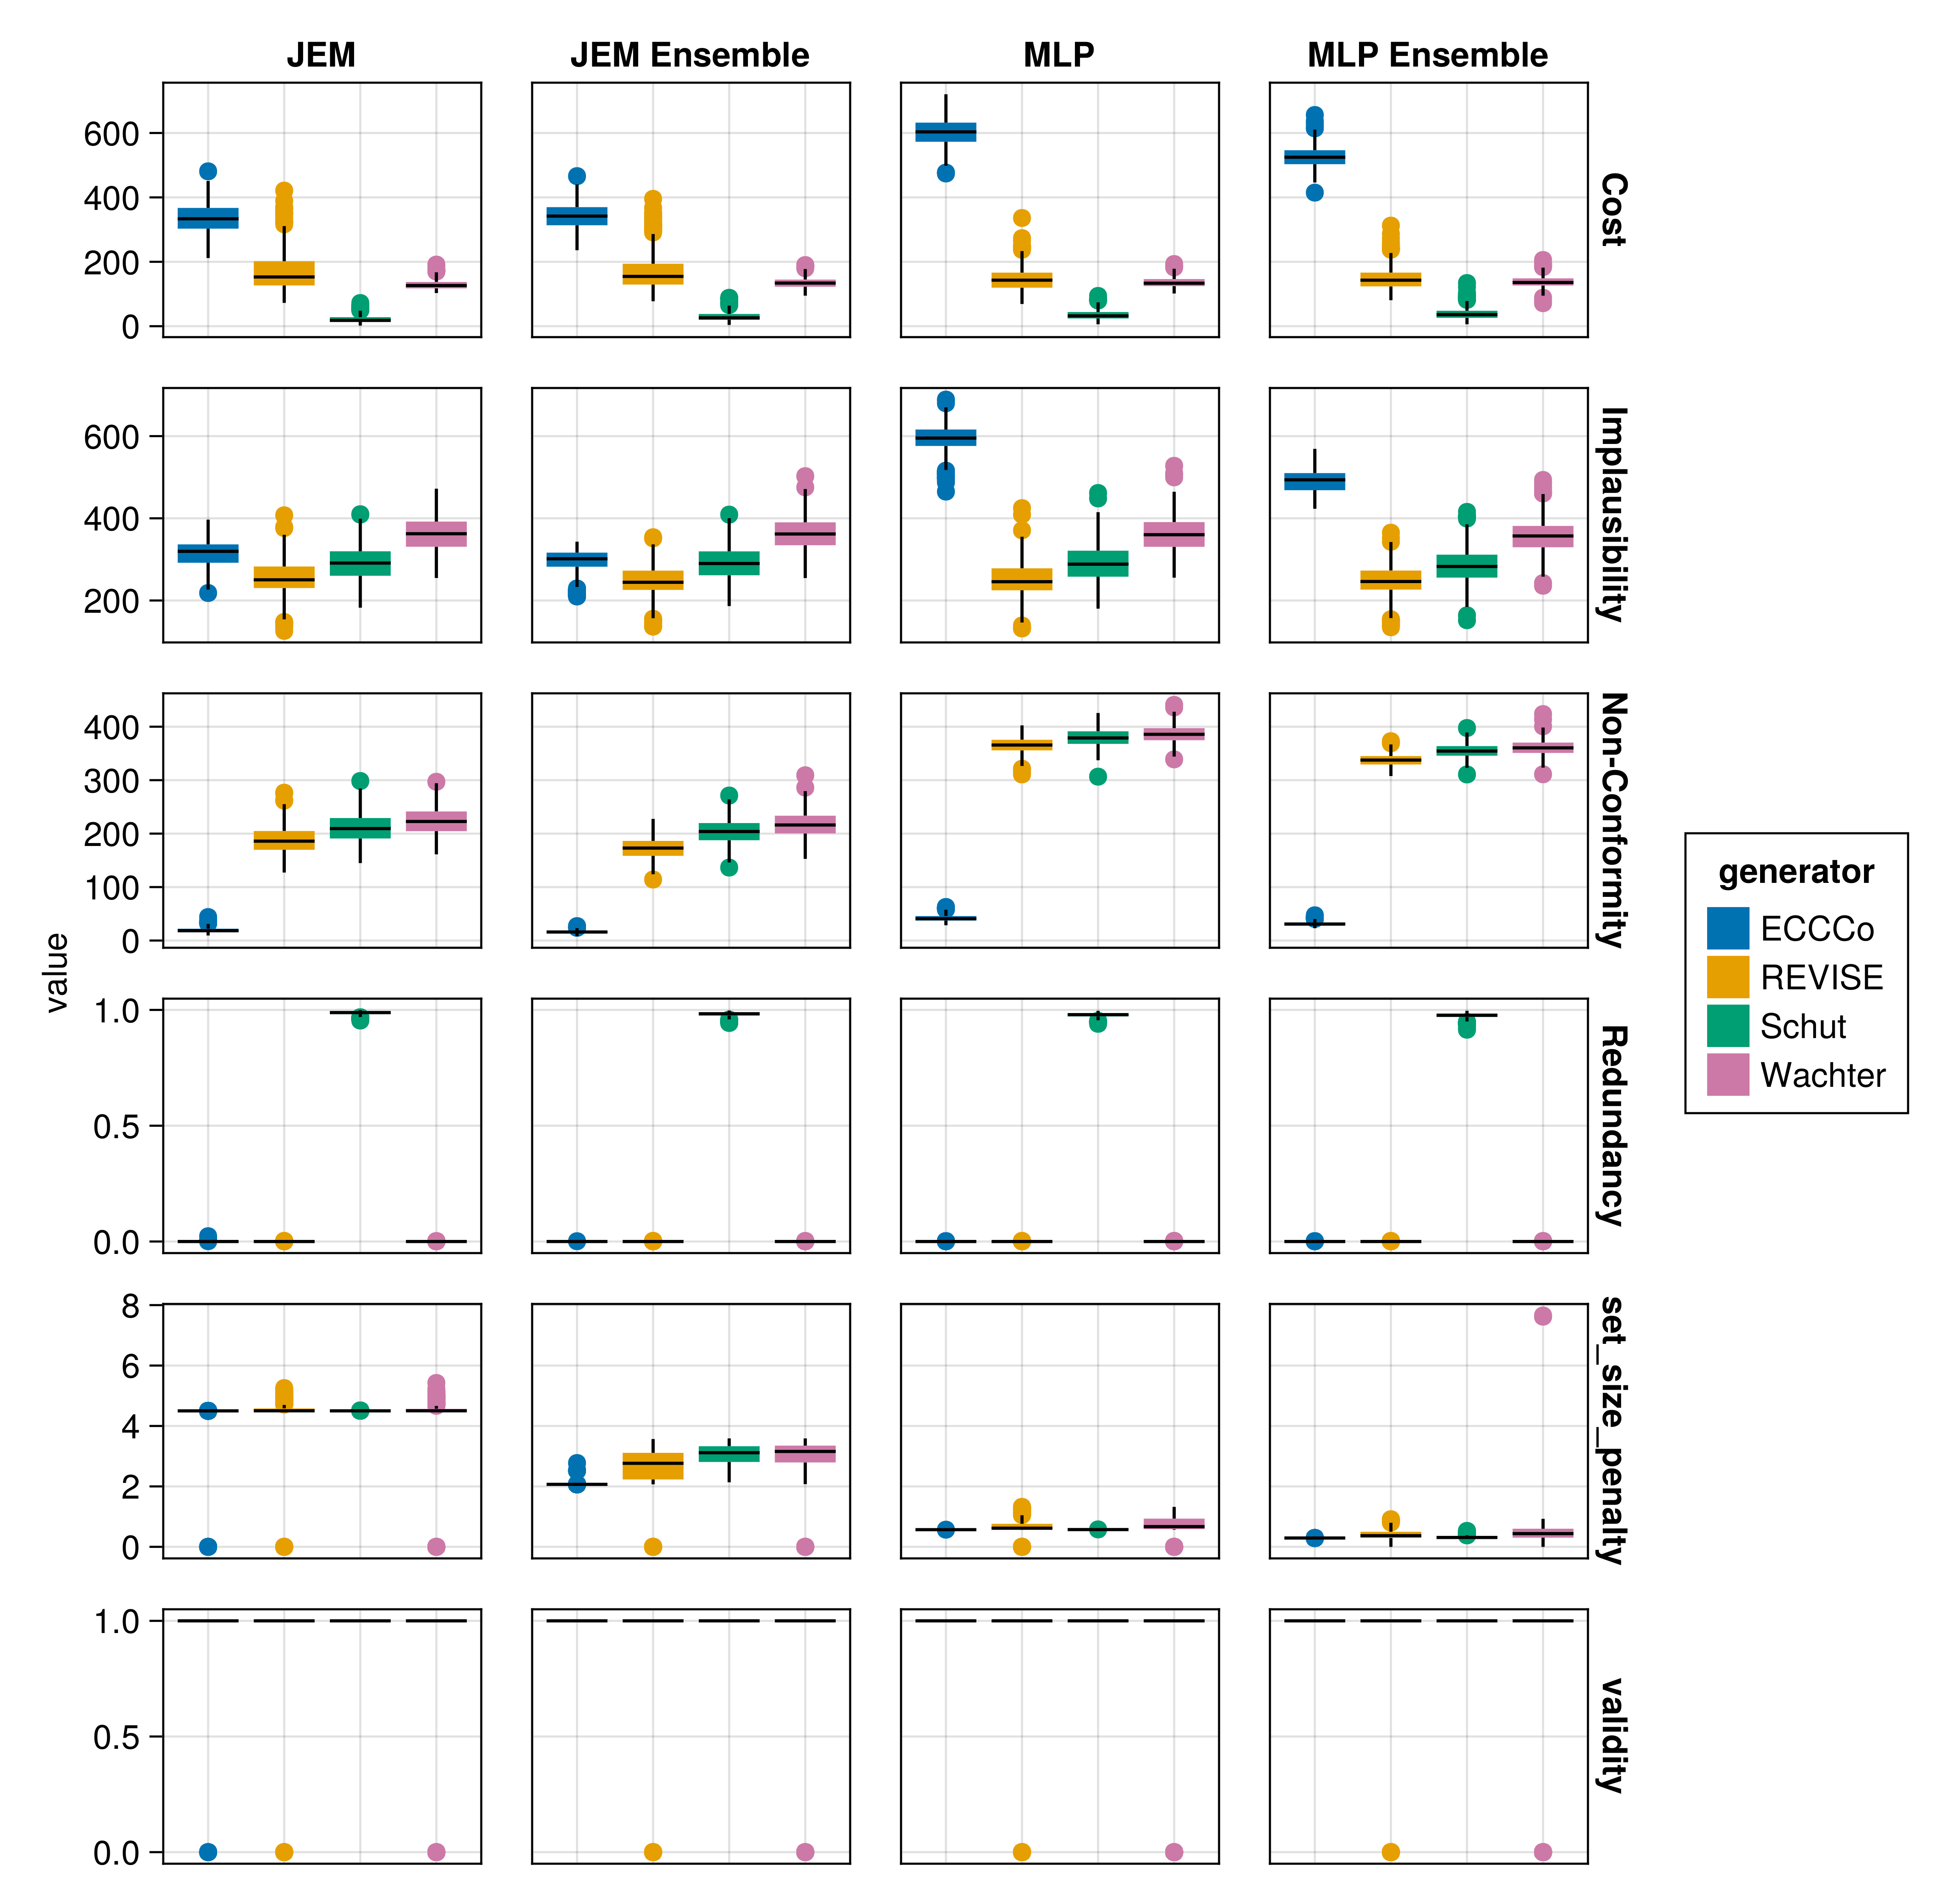 JEM
JEM Ensemble
MLP
MLP Ensemble
600
400
200
0
Cost
600
400
200
Implausibility
400
300
200
100
0
Non-Conformity
value
1.0
0.5
0.0
Redundancy
8
6
4
2
0
set_size_penalty
1.0
0.5
0.0
validity
generator
ECCCo
REVISE
Schut
Wachter